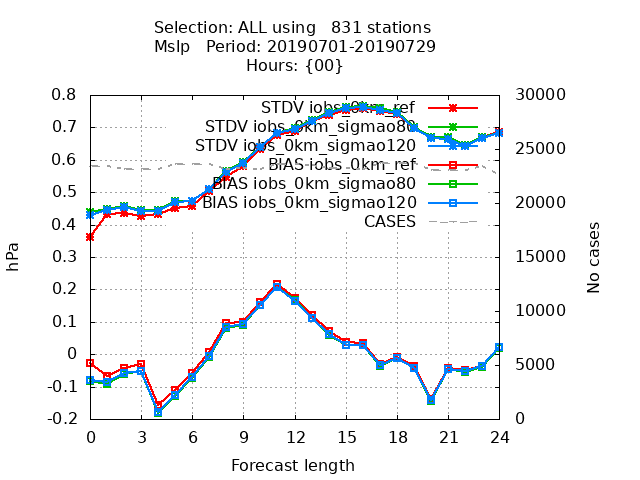 Selection: ALL using   831 stations
Mslp   Period: 20190701-20190729
Hours: {00}
0.8
0.7
0.6
0.5
0.4
0.3
0.2
0.1
0
-0.1
-0.2
hPa
STDV iobs_0km_ref
STDV iobs_0km_sigmao80
STDV iobs_0km_sigmao120
BIAS iobs_0km_ref
BIAS iobs_0km_sigmao80
BIAS iobs_0km_sigmao120
CASES
30000
25000
20000
15000
10000
5000
0
No cases
0 3 6 9 12 15 18 21 24
Forecast length